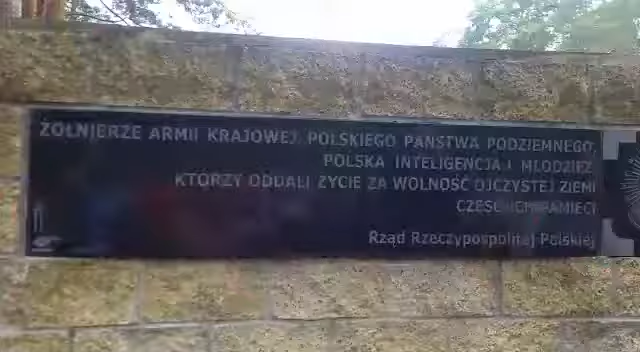 ŻOŁNIERZE ARMII KRAJOWEJ, POLSKIEGO PAŃSTWA PODZIEMNEGO,
POLSKA INTELIGENCJA I MŁODZIEŻ,
KTÓRZY ODDALI ŻYCIE ZA WOLNOŚĆ OJCZYSTEJ ZIEMI
CZEŚĆ ICH PAMIĘCI
Rząd Rzeczypospolitej Polskiej